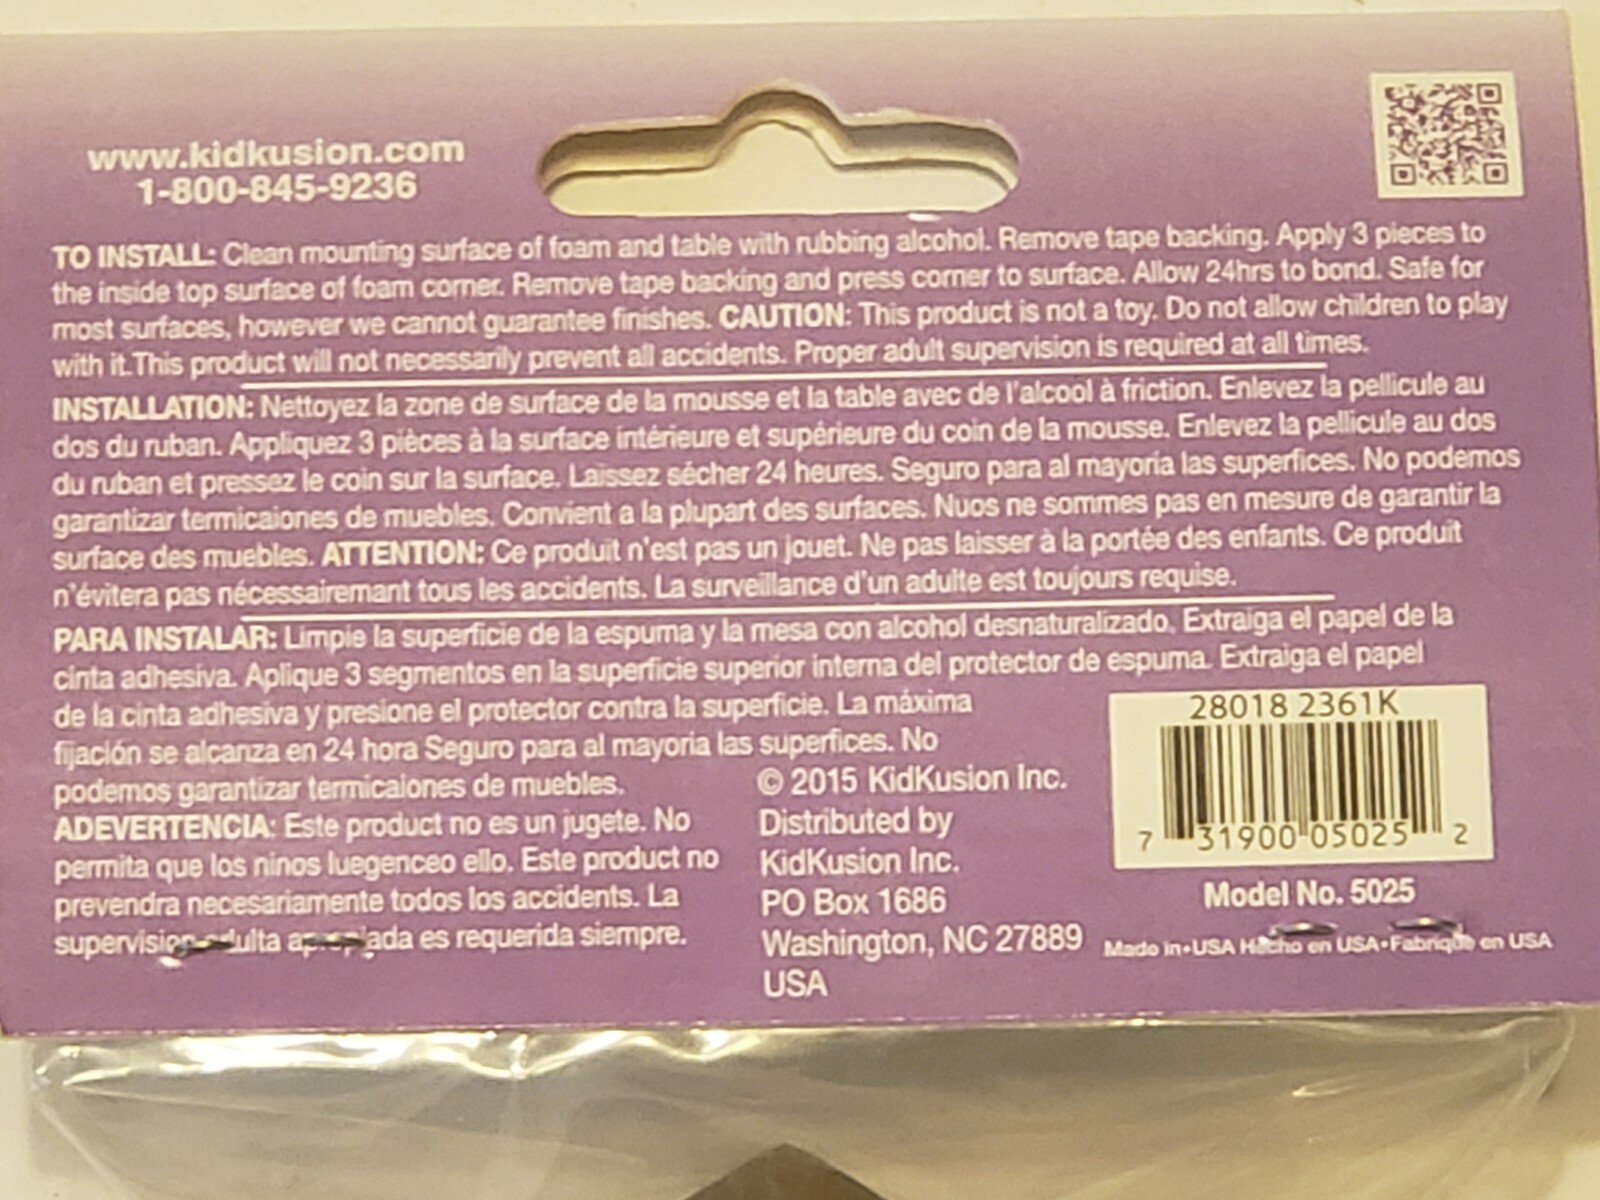 www.kidkusion.com
1-800-845-9236
TO INSTALL: Clean mounting surface of foam and table with rubbing alcohol. Remove tape backing. Apply 3 pieces to
the inside top surface of foam corner. Remove tape backing and press corner to surface. Allow 24hrs to bond. Safe for
most surfaces, however we cannot guarantee finishes. CAUTION: This product is not a toy. Do not allow children to play
with it.This product will not necessarily prevent all accidents. Proper adult supervision is required at all times.
INSTALLATION: Nettoyez la zone de surface de la mousse et la table avec de l'alcool à friction. Enlevez la pellicule au
dos du ruban. Appliquez 3 pièces à la surface intérieure et supérieure du coin de la mousse. Enlevez la pellicule au dos
du ruban et pressez le coin sur la surface. Laissez sécher 24 heures. Seguro para al mayoria las superfices. No podemos
garantizar termicaiones de muebles. Convient a la plupart des surfaces. Nuos ne sommes pas en mesure de garantir la
surface des muebles. ATTENTION: Ce produit n'est pas un jouet. Ne pas laisser à la portée des enfants. Ce produit
n'évitera pas nécessairemant tous les accidents. La surveillance d'un adulte est toujours requise.
PARA INSTALAR: Limpie la superficie de la espuma y la mesa con alcohol desnaturalizado. Extraiga el papel de la
cinta adhesiva. Aplique 3 segmentos en la superficie superior interna del protector de espuma. Extraiga el papel
de la cinta adhesiva y presione el protector contra la superficie. La máxima
fijación se alcanza en 24 hora Seguro para al mayoria las superfices. No
podemos garantizar termicaiones de muebles.
ADEVERTENCIA: Este product no es un jugete. No
permita que los ninos luegenceo ello. Este product no
prevendra necesariamente todos los accidents. La
adulta es requerida siempre.
© 2015 KidKusion Inc.
Distributed by
KidKusion Inc.
PO Box 1686
Washington, NC 27889
USA
28018 2361K
7 31900 05025 2
Model No. 5025
Made in•USA Hecho en USA•Fabrique en USA